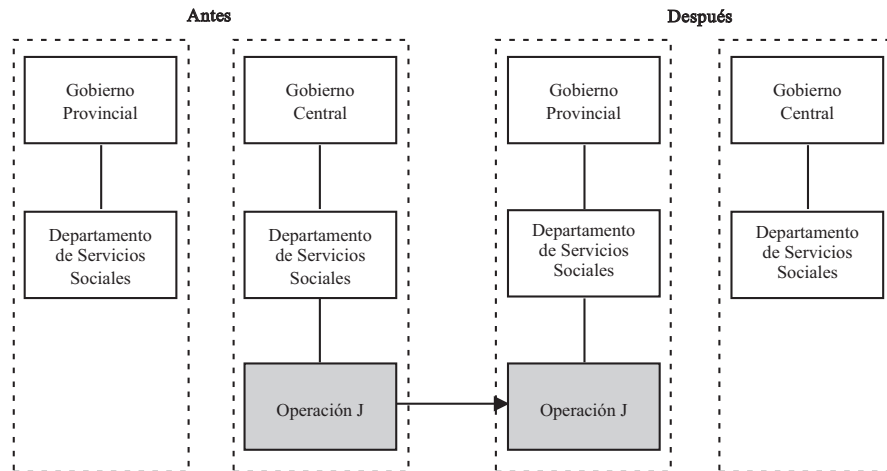 Antes
Después
Gobierno
Provincial
Gobierno
Central
Gobierno
Provincial
Gobierno
Central
Departamento
de Servicios
Sociales
Departamento
de Servicios
Sociales
Departamento
de Servicios
Sociales
Departamento
de Servicios
Sociales
Operación J
Operación J